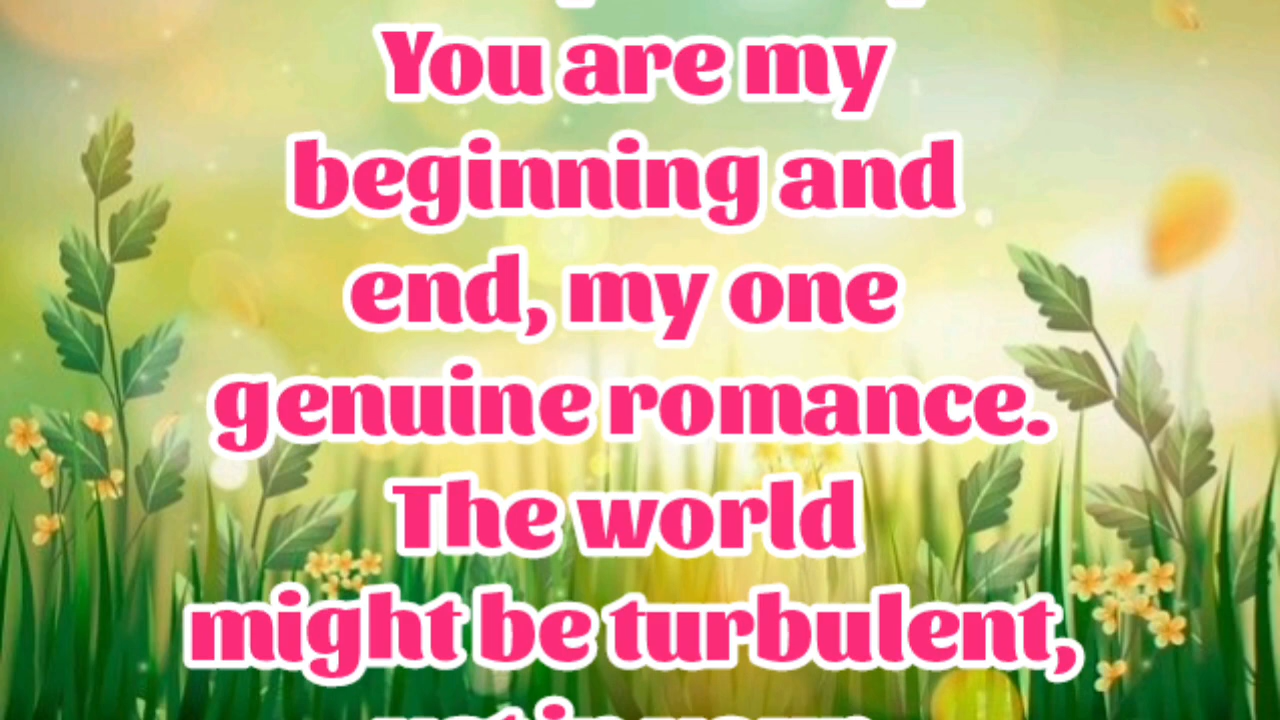 You are my
beginning and
end, my one
genuine romance.
The world
might be turbulent,